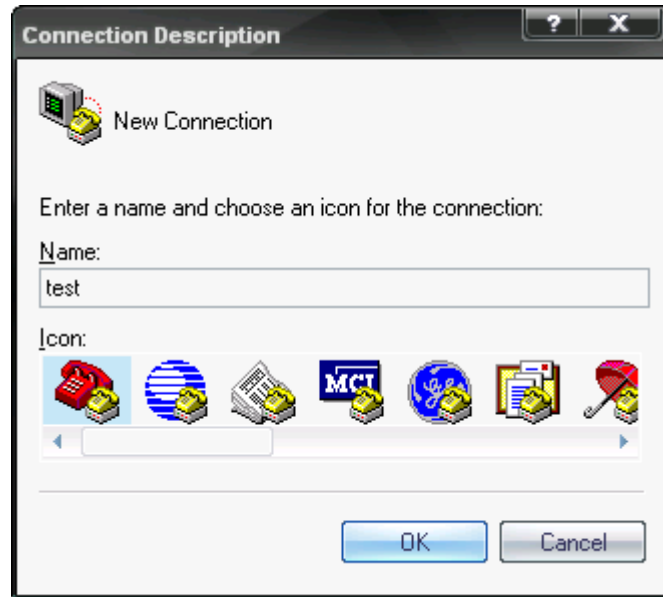 Connection Description
New Connection
Enter a name and choose an icon for the connection:
Name:
test
Icon:
MCI
OK Cancel